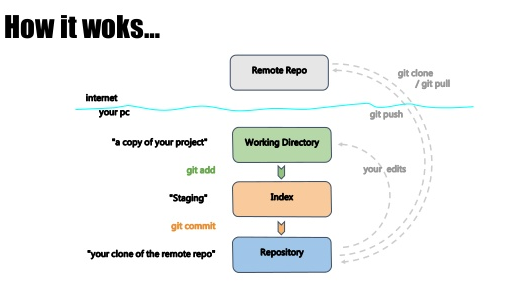 How it woks...
Remote Repo
git clone
/ git pull
internet
your pc
git push
"a copy of your project"
Working Directory
git add
your edits
"Staging"
Index
git commit
"your clone of the remote repo"
Repository